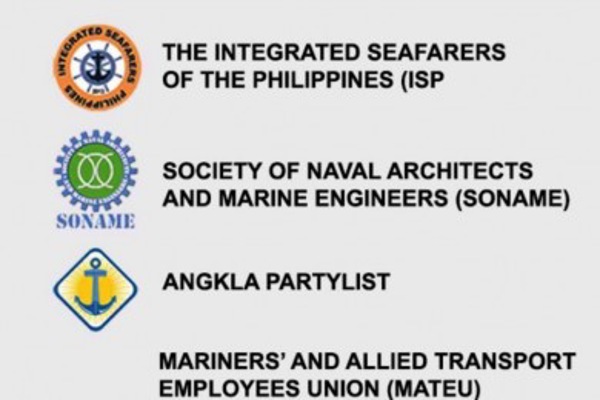 INTEGRATED SEAFARERS
PHILIPPINES
THE INTEGRATED SEAFARERS
OF THE PHILIPPINES (ISP
SONAME
SOCIETY OF NAVAL ARCHITECTS
AND MARINE ENGINEERS (SONAME)
ANGKLA PARTYLIST
MARINERS’ AND ALLIED TRANSPORT
EMPLOYEES UNION (MATEU)